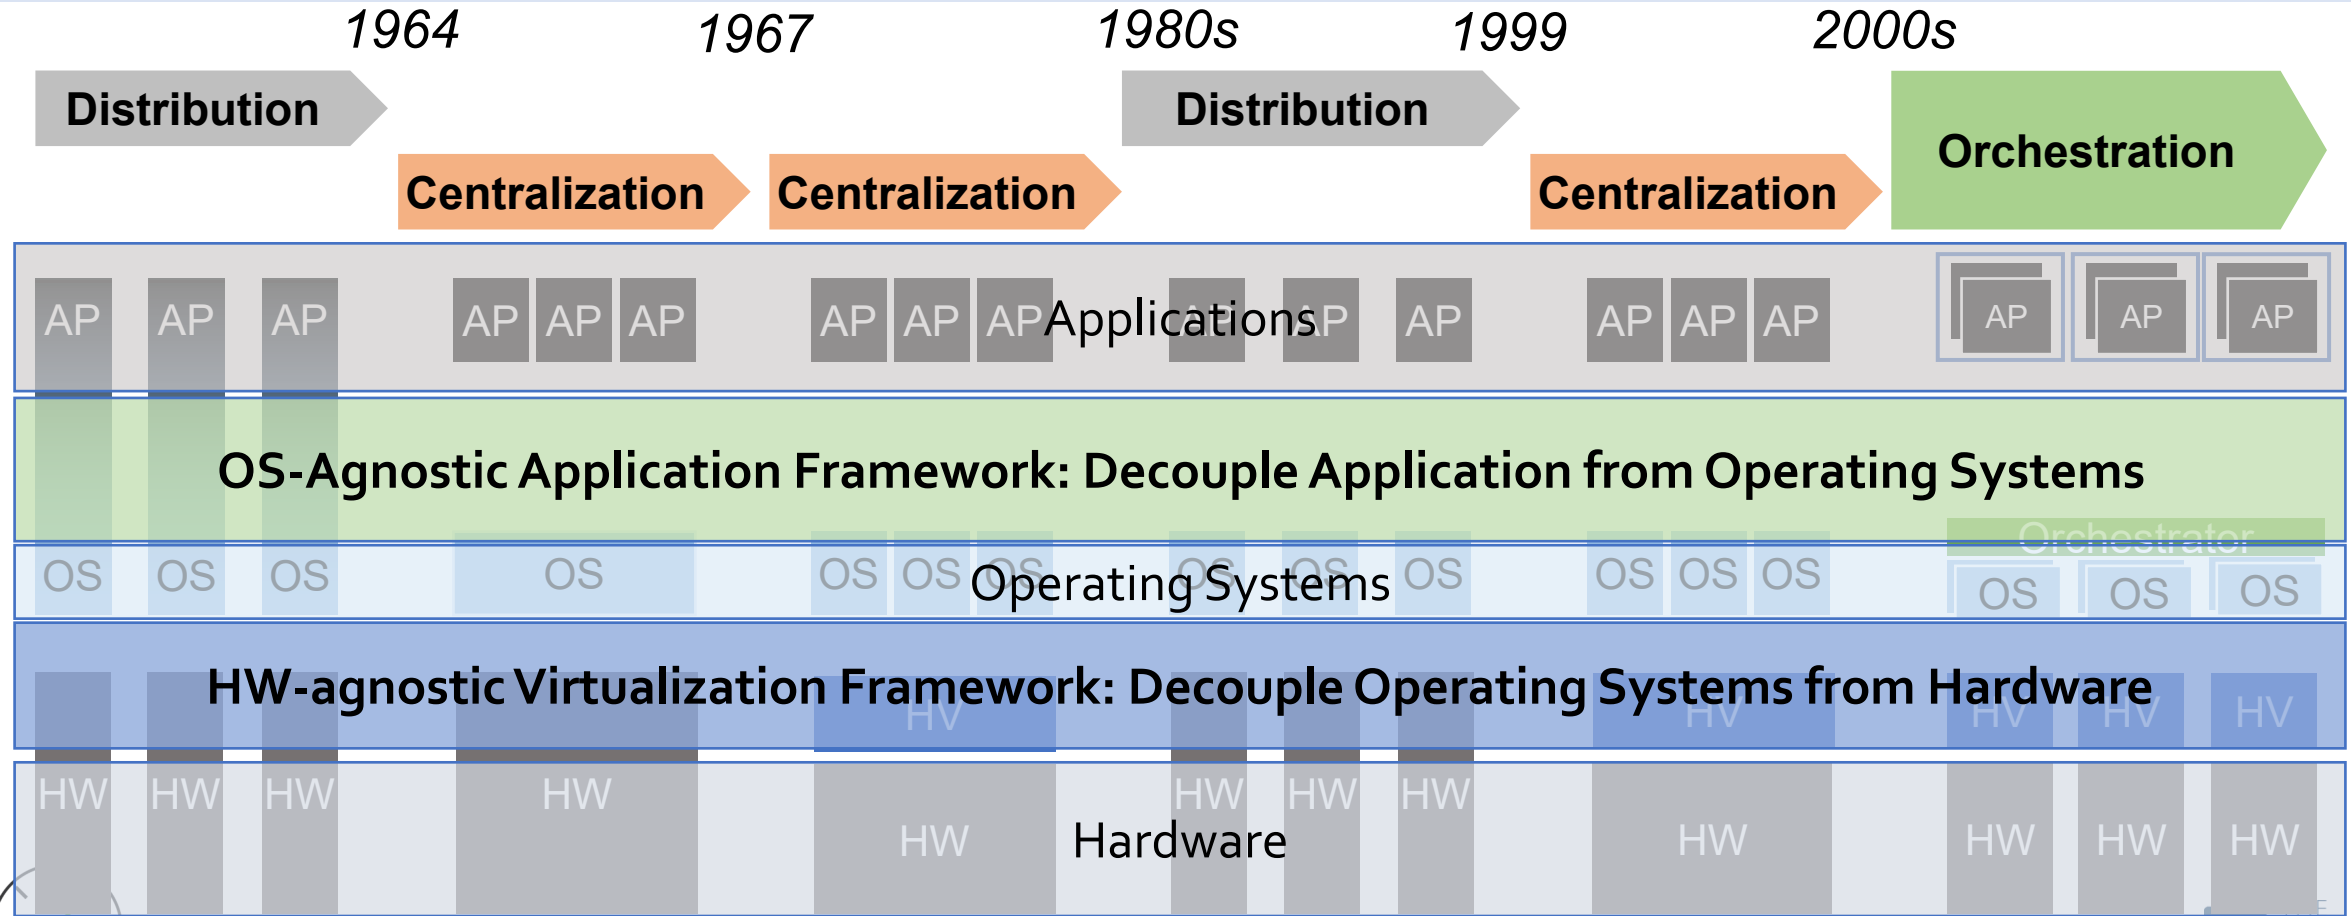 1964 1967 1980s 1999 2000s
Distribution Distribution
Orchestration
Centralization Centralization Centralization
AP AP AP AP AP AP AP AP AP AP AP AP AP AP AP AP AP AP
Applications
OS-Agnostic Application Framework: Decouple Application from Operating Systems
Orchestrator
OS OS OS OS OS OS OS OS OS OS OS OS OS OS OS OS
Operating Systems
HW-agnostic Virtualization Framework: Decouple Operating Systems from Hardware
HV HV HV HV HV
HW HW HW HW HW HW HW
HW HW HW HW HW
Hardware